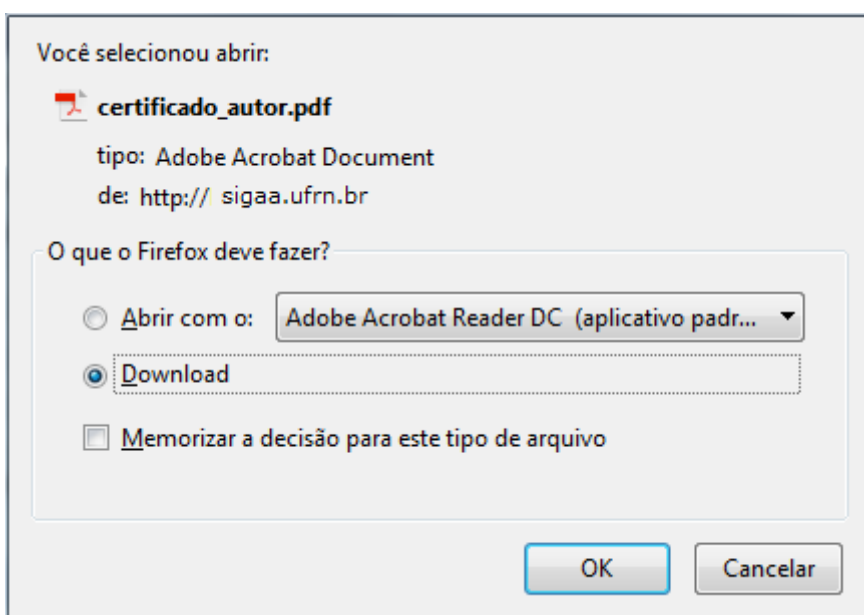 Você selecionou abrir:
certificado_autor.pdf
tipo: Adobe Acrobat Document
de: http:// sigaa.ufrn.br
O que o Firefox deve fazer?
Abrir com o: Adobe Acrobat Reader DC (aplicativo padr...
Download
Memorizar a decisão para este tipo de arquivo
OK Cancelar